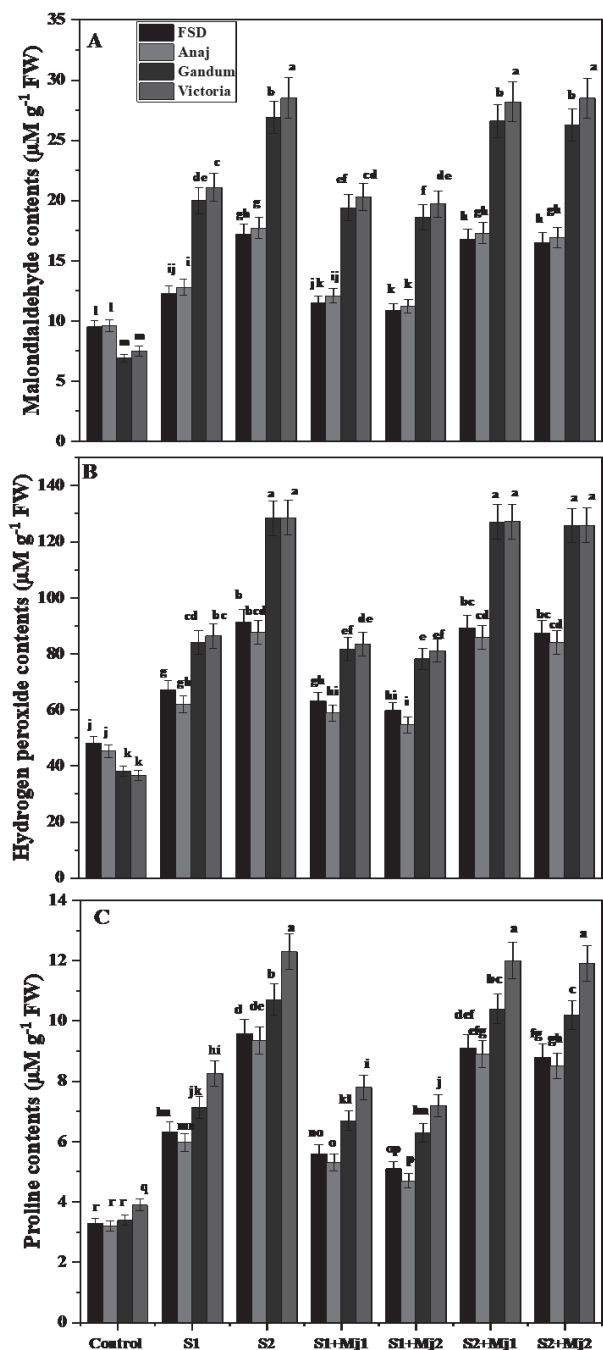 A
FSD
Anaj
Gandum
Victoria
Malondialdehyde contents (μM g⁻¹ FW)
35
30
25
20
15
10
5
0
l l m m
ij i de c
gh g b a
jk ij ef cd
k k f de
h gh b a
h gh b a
B
Hydrogen peroxide contents (μM g⁻¹ FW)
140
120
100
80
60
40
20
0
j j k k
g gh cd bc
b bcd a a
gh hi ef de
hi i e ef
bc cd a a
bc cd a a
C
Proline contents (μM g⁻¹ FW)
14
12
10
8
6
4
2
0
r r r q
jk hi
d de b a
no o kl i
op p j
def efg bc a
fg gh c a
Control S1 S2 S1+Mj1 S1+Mj2 S2+Mj1 S2+Mj2